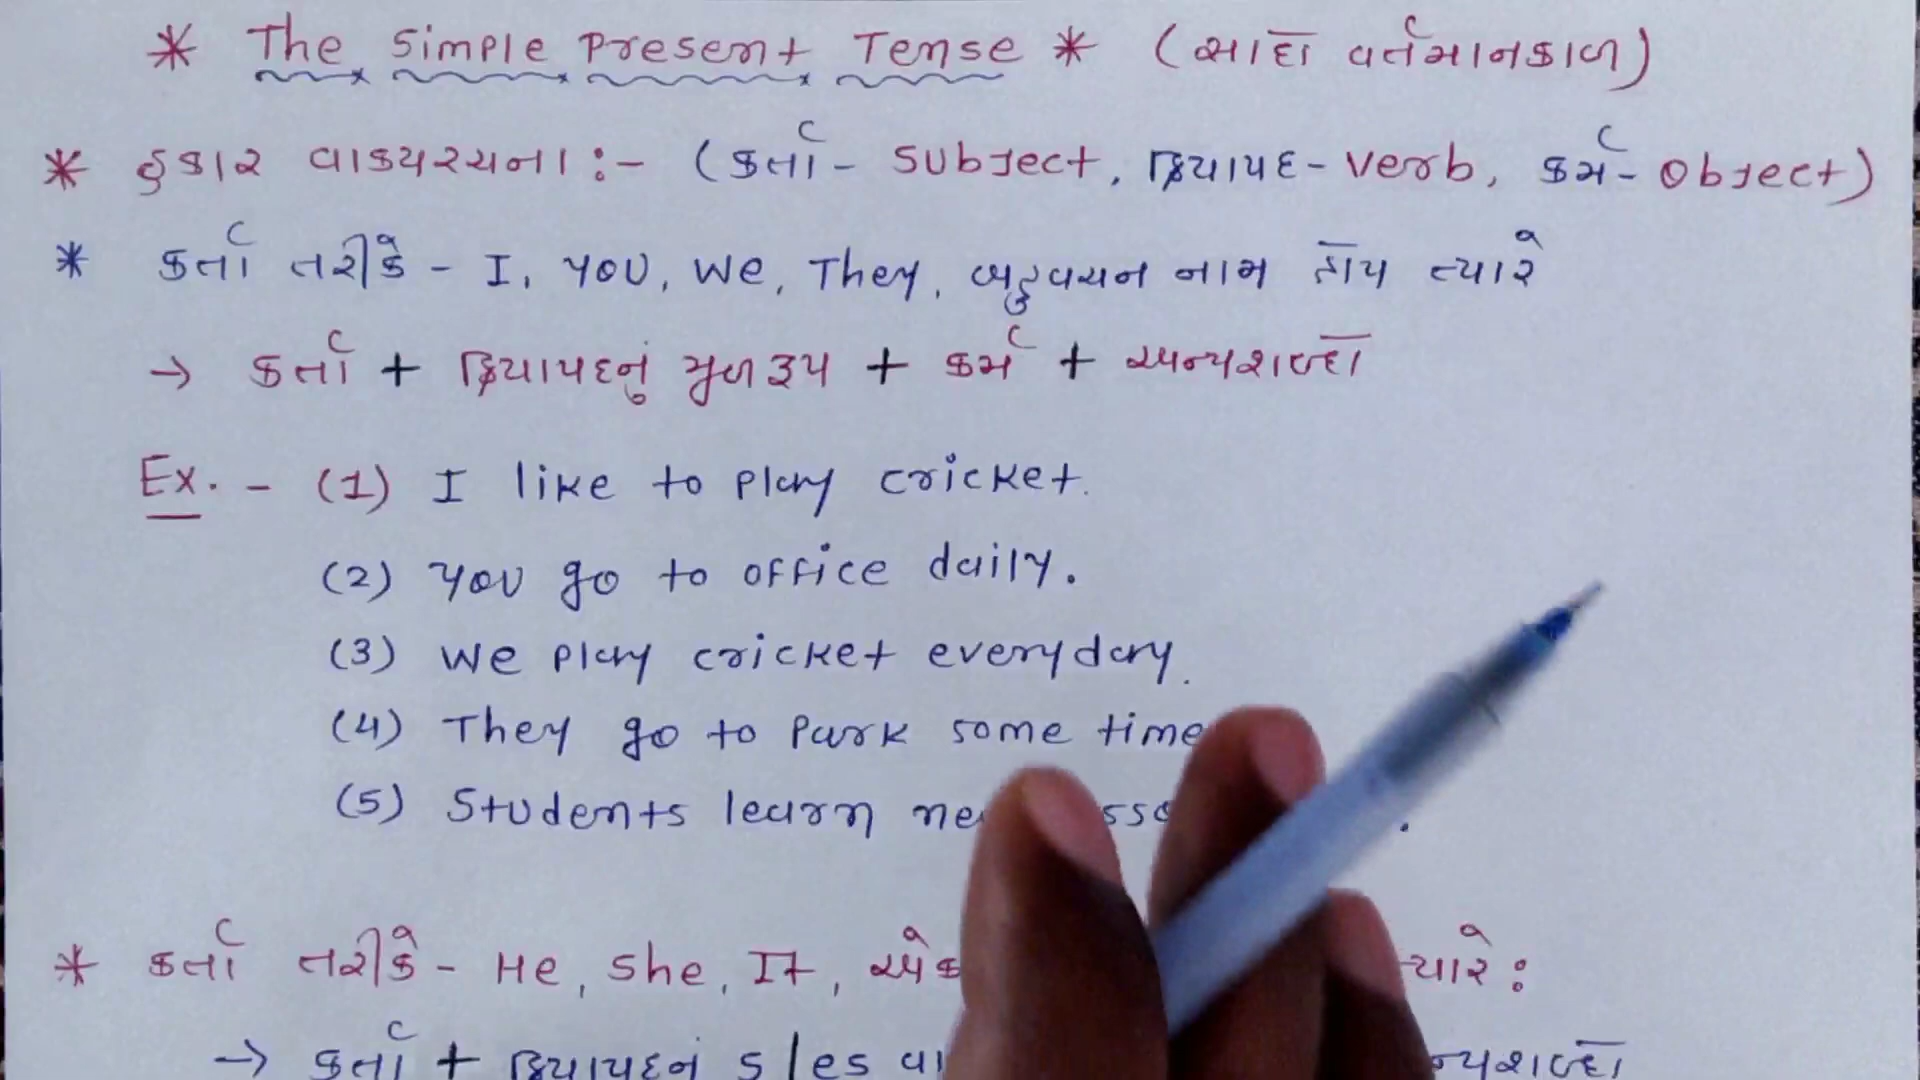 * The Simple Present Tense * (સાદો વર્તમાનકાળ)
* હકાર વાકયરચના :- (કર્તા - Subject, ક્રિયાપદ - Verb, કર્મ - Object)
* કર્તા તરીકે - I, You, We, They, બહુવચન નામ હોય ત્યારે
→ કર્તા + ક્રિયાપદનું મુળરૂપ + કર્મ + અન્યશબ્દો
Ex. - (1) I like to play cricket.
(2) You go to office daily.
(3) We play cricket everyday.
(4) They go to park some time
(5) Students learn
* કર્તા તરીકે - He, She, It, ત્યારે :
→ કર્તા + ક્રિયાપદનું s/es અન્યશબ્દો